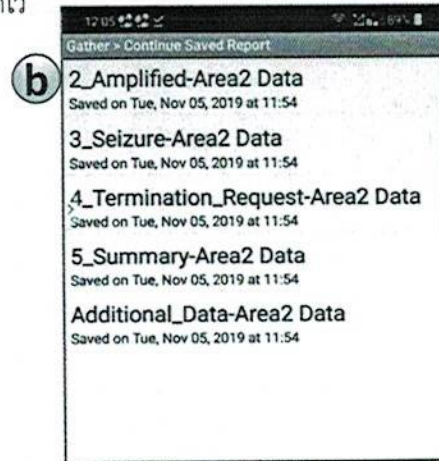 12:05
Gather » Continue Saved Report
b
2_Amplified-Area2 Data
Saved on Tue, Nov 05, 2019 at 11:54
3_Seizure-Area2 Data
Saved on Tue, Nov 05, 2019 at 11:54
4_Termination_Request-Area2 Data
Saved on Tue, Nov 05, 2019 at 11:54
5_Summary-Area2 Data
Saved on Tue, Nov 05, 2019 at 11:54
Additional_Data-Area2 Data
Saved on Tue, Nov 05, 2019 at 11:54